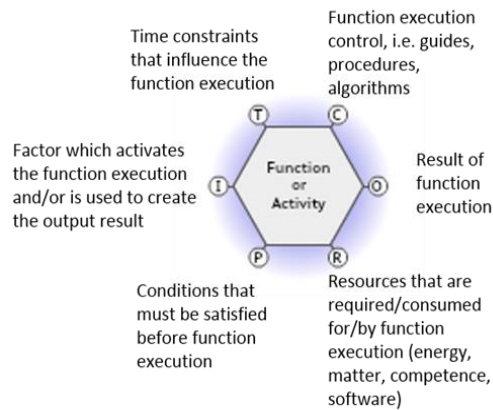 Time constraints
that influence the
function execution
Function execution
control, i.e. guides,
procedures,
algorithms
T
C
Factor which activates
the function execution
and/or is used to create
the output result
I
Function
or
Activity
O
Result of
function
execution
P
R
Conditions that
must be satisfied
before function
execution
Resources that are
required/consumed
for/by function
execution (energy,
matter, competence,
software)